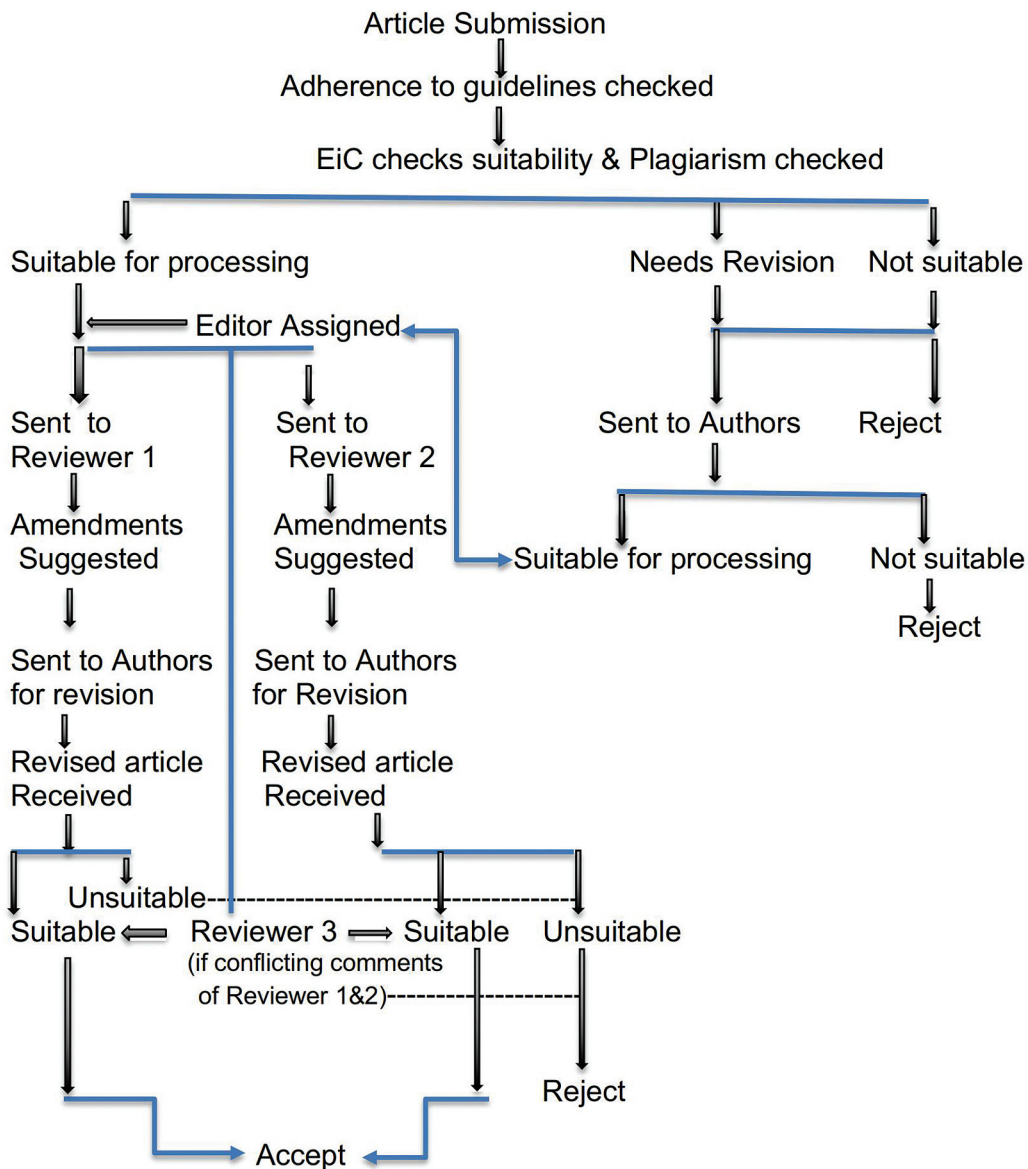 Article Submission
Adherence to guidelines checked
EiC checks suitability & Plagiarism checked
Suitable for processing
Needs Revision
Not suitable
Editor Assigned
Sent to
Reviewer 1
Sent to
Reviewer 2
Sent to Authors
Reject
Amendments
Suggested
Amendments
Suggested
Suitable for processing
Not suitable
Reject
Sent to Authors
for revision
Sent to Authors
for Revision
Revised article
Received
Revised article
Received
Unsuitable
Suitable
Reviewer 3
(if conflicting comments
of Reviewer 1&2)
Suitable
Unsuitable
Reject
Accept